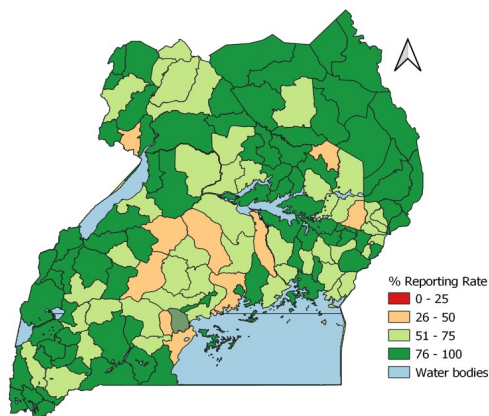 % Reporting Rate
0 - 25
26 - 50
51 - 75
76 - 100
Water bodies